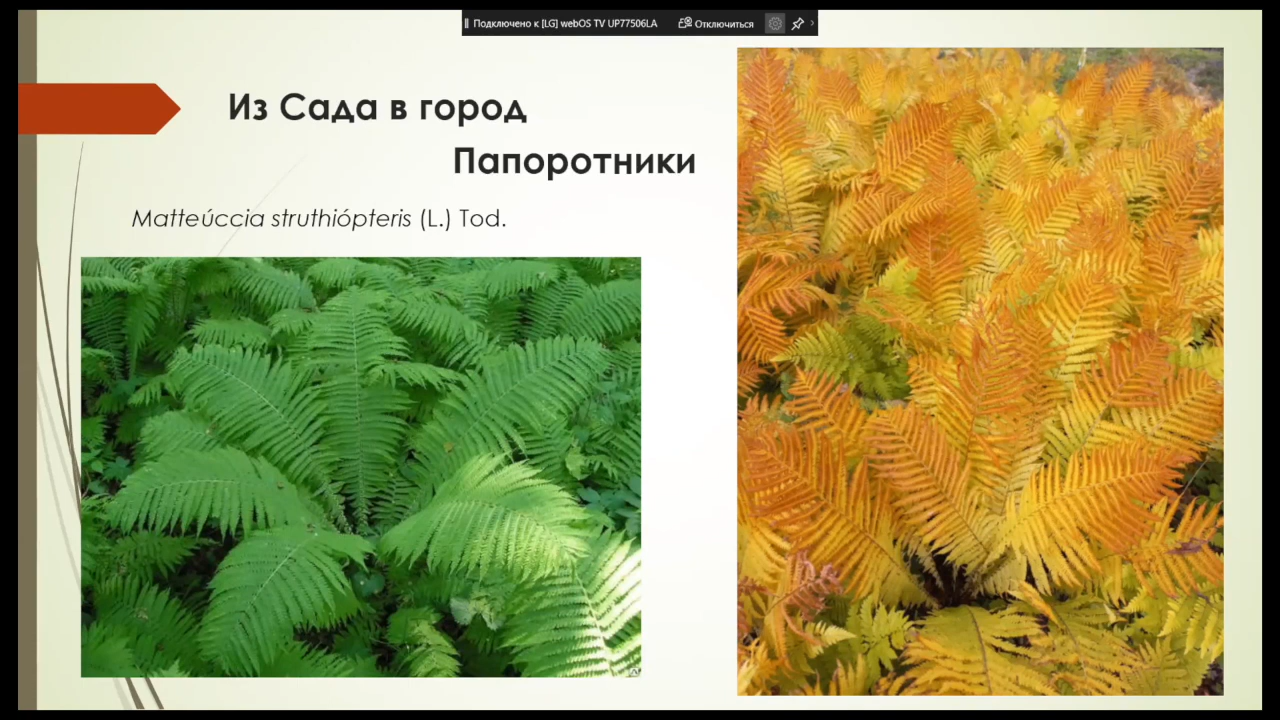 Подключено к [LG] webOS TV UP77506LA Отключиться
Из Сада в город
Папоротники
Matteúccia struthiópteris (L.) Tod.